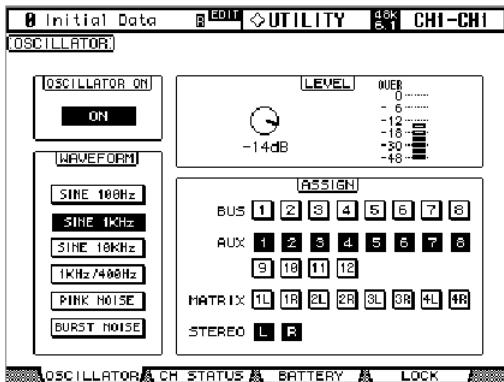 0 Initial Data R EDIT ◇UTILITY 48K 6.1 CH1-CH1
OSCILLATOR
OSCILLATOR ON
ON
LEVEL
-14dB
OVER
0
-6
-12
-18
-30
-48
WAVEFORM
SINE 100Hz
SINE 1KHz
SINE 10KHz
1KHz/400Hz
PINK NOISE
BURST NOISE
ASSIGN
BUS 1 2 3 4 5 6 7 8
AUX 1 2 3 4 5 6 7 8
9 10 11 12
MATRIX 1L 1R 2L 2R 3L 3R 4L 4R
STEREO L R
OSCILLATOR CH STATUS BATTERY LOCK